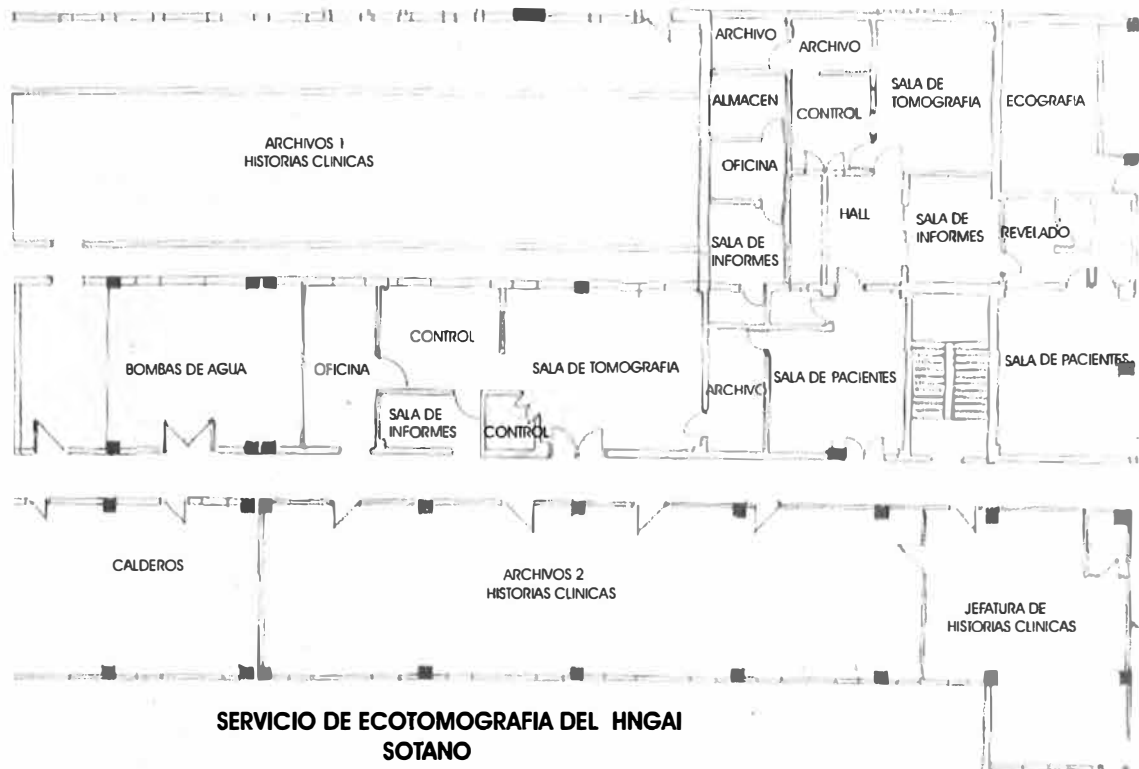 ARCHIVO
ARCHIVO
SALA DE
TOMOGRAFIA
ECOGRAFIA
ALMACEN
CONTROL
ARCHIVOS 1
HISTORIAS CLINICAS
OFICINA
HALL
SALA DE
INFORMES
SALA DE
INFORMES
REVELADO
BOMBAS DE AGUA
OFICINA
CONTROL
SALA DE TOMOGRAFIA
ARCHIVO
SALA DE PACIENTES
SALA DE PACIENTES
SALA DE
INFORMES
CONTROL
CALDEROS
ARCHIVOS 2
HISTORIAS CLINICAS
JEFATURA DE
HISTORIAS CLINICAS
SERVICIO DE ECOTOMOGRAFIA DEL HNGAI
SOTANO